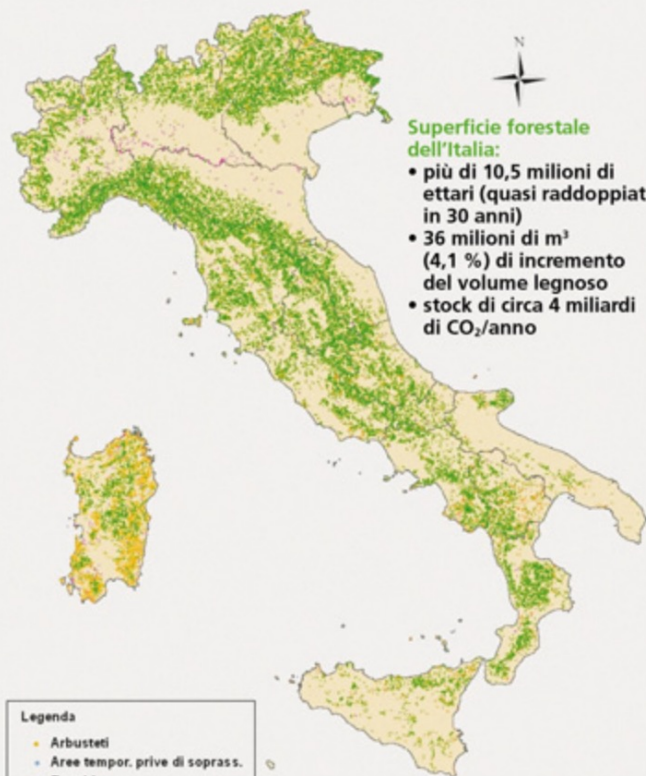 N
Superficie forestale
dell'Italia:
• più di 10,5 milioni di
ettari (quasi raddoppiat
in 30 anni)
• 36 milioni di m³
(4,1 %) di incremento
del volume legnoso
• stock di circa 4 miliardi
di CO₂/anno
Legenda
Arbusteti
Aree tempor. prive di soprass.